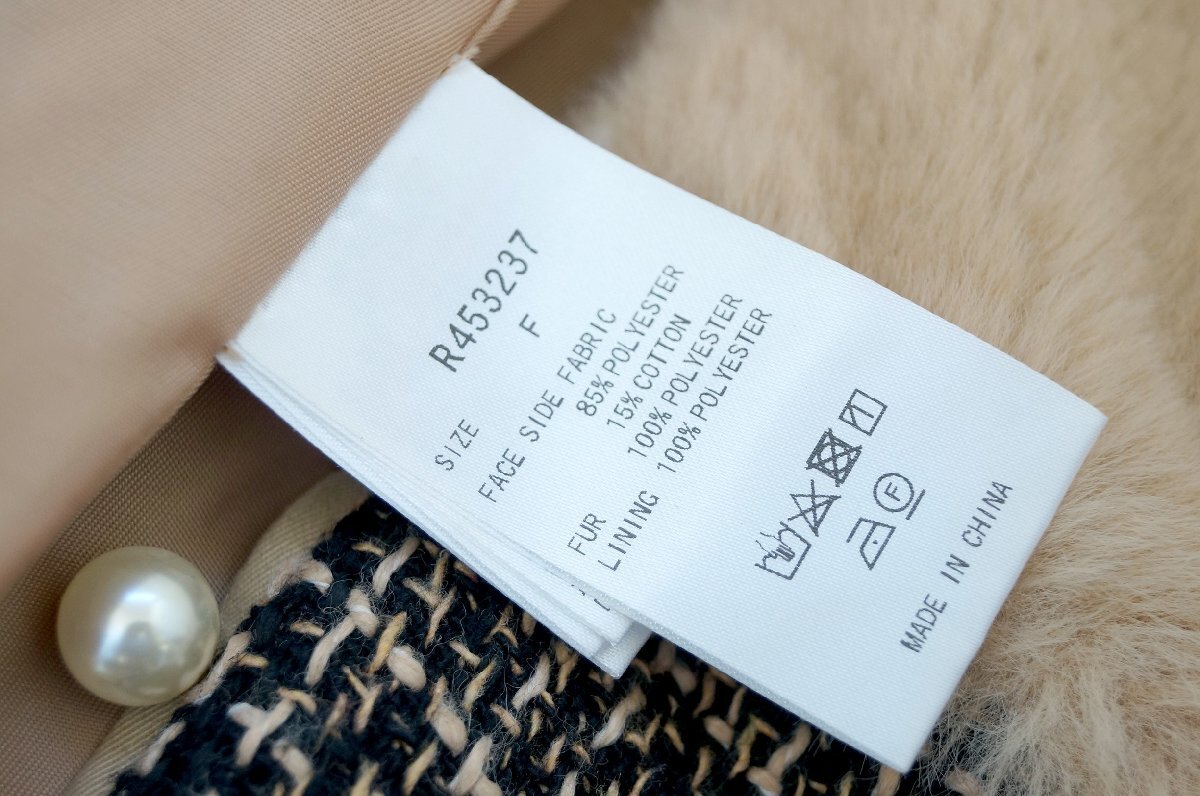 R453237
SIZE F
FACE SIDE FABRIC
85% POLYESTER
15% COTTON
FUR 100% POLYESTER
LINING 100% POLYESTER
F
MADE IN CHINA